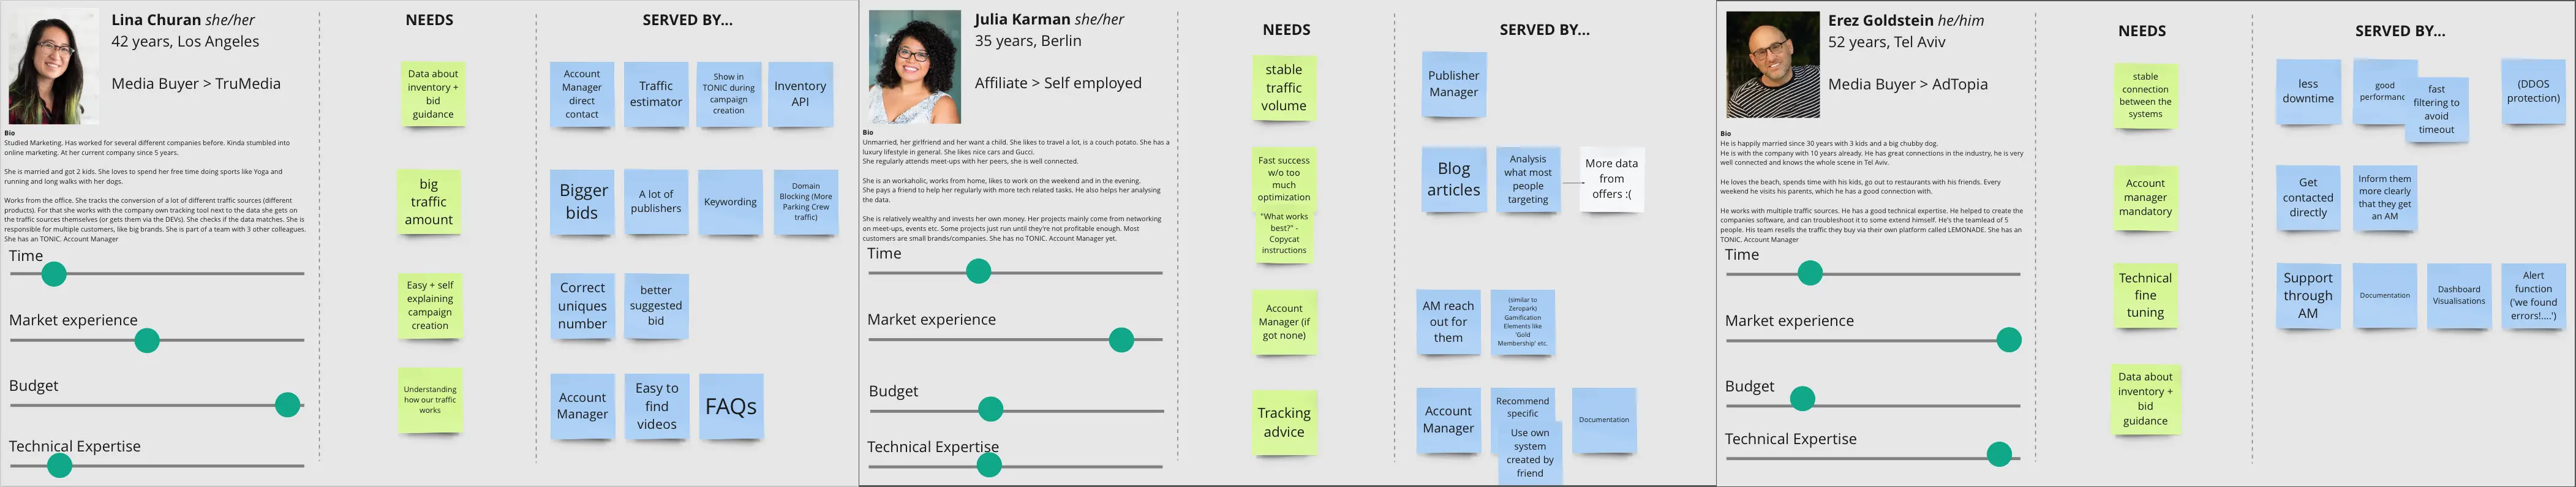 Lina Churan she/her
42 years, Los Angeles
Media Buyer > TruMedia
Bio
Studied Marketing. Has worked for several different companies before. Kinda stumbled into
online marketing. At her current company since 5 years.
She is married and got 2 kids. She loves to spend her free time doing sports like Yoga and
running and long walks with her dogs.
Works from the office. She tracks the conversion of a lot of different traffic sources (different
products). For that she works with the company own tracking tool next to the data she gets on
the traffic sources themselves (or gets them via the DEVs). She checks if the data matches. She is
responsible for multiple customers, like big brands. She is part of a team with 3 other colleagues.
She has an TONIC. Account Manager
Time
Market experience
Budget
Technical Expertise
NEEDS
Data about
inventory +
bid
guidance
big
traffic
amount
Easy + self
explaining
campaign
creation
Understanding
how our traffic
works
SERVED BY...
Account
Manager
direct
contact
Traffic
estimator
Show in
TONIC during
campaign
creation
Inventory
API
Bigger
bids
A lot of
publishers
Keywording
Domain
Blocking (More
Parking Crew
traffic)
Correct
uniques
number
better
suggested
bid
Account
Manager
Easy to
find
videos
FAQs
Julia Karman she/her
35 years, Berlin
Affiliate > Self employed
Bio
Unmarried, her girlfriend and her want a child. She likes to travel a lot, is a couch potato. She has a
luxury lifestyle in general. She likes nice cars and Gucci.
She regularly attends meet-ups with her peers, she is well connected.
She is an workaholic, works from home, likes to work on the weekend and in the evening.
She pays a friend to help her regularly with more tech related tasks. He also helps her analysing
the data.
She is relatively wealthy and invests her own money. Her projects mainly come from networking
on meet-ups, events etc. Some projects just run until they're not profitable enough. Most
customers are small brands/companies. She has no TONIC. Account Manager yet.
Time
Market experience
Budget
Technical Expertise
NEEDS
stable
traffic
volume
Fast success
w/o too
much
optimization
"What works
best?" -
Copycat
instructions
Account
Manager (if
got none)
Tracking
advice
SERVED BY...
Publisher
Manager
Blog
articles
Analysis
what most
people
targeting
More data
from
offers :(
AM reach
out for
them
(similar to
Zeropark)
Gamification
Elements like
'Gold
Membership' etc.
Account
Manager
Recommend
specific
Use own
system
created by
friend
Documentation
Erez Goldstein he/him
52 years, Tel Aviv
Media Buyer > AdTopia
Bio
He is happily married since 30 years with 3 kids and a big chubby dog.
He is with the company with 10 years already. He has great connections in the industry, he is very
well connected and knows the whole scene in Tel Aviv.
He loves the beach, spends time with his kids, go out to restaurants with his friends. Every
weekend he visits his parents, which he has a good connection with.
He works with multiple traffic sources. He has a good technical expertise. He helped to create the
companies software, and can troubleshoot it to some extend himself. He's the teamlead of 5
people. His team resells the traffic they buy via their own platform called LEMONADE. She has an
TONIC. Account Manager
Time
Market experience
Budget
Technical Expertise
NEEDS
stable
connection
between the
systems
Account
manager
mandatory
Technical
fine
tuning
Data about
inventory +
bid
guidance
SERVED BY...
less
downtime
good
performanc
fast
filtering to
avoid
timeout
(DDOS
protection)
Get
contacted
directly
Inform them
more clearly
that they get
an AM
Support
through
AM
Documentation
Dashboard
Visualisations
Alert
function
('we found
errors!....')